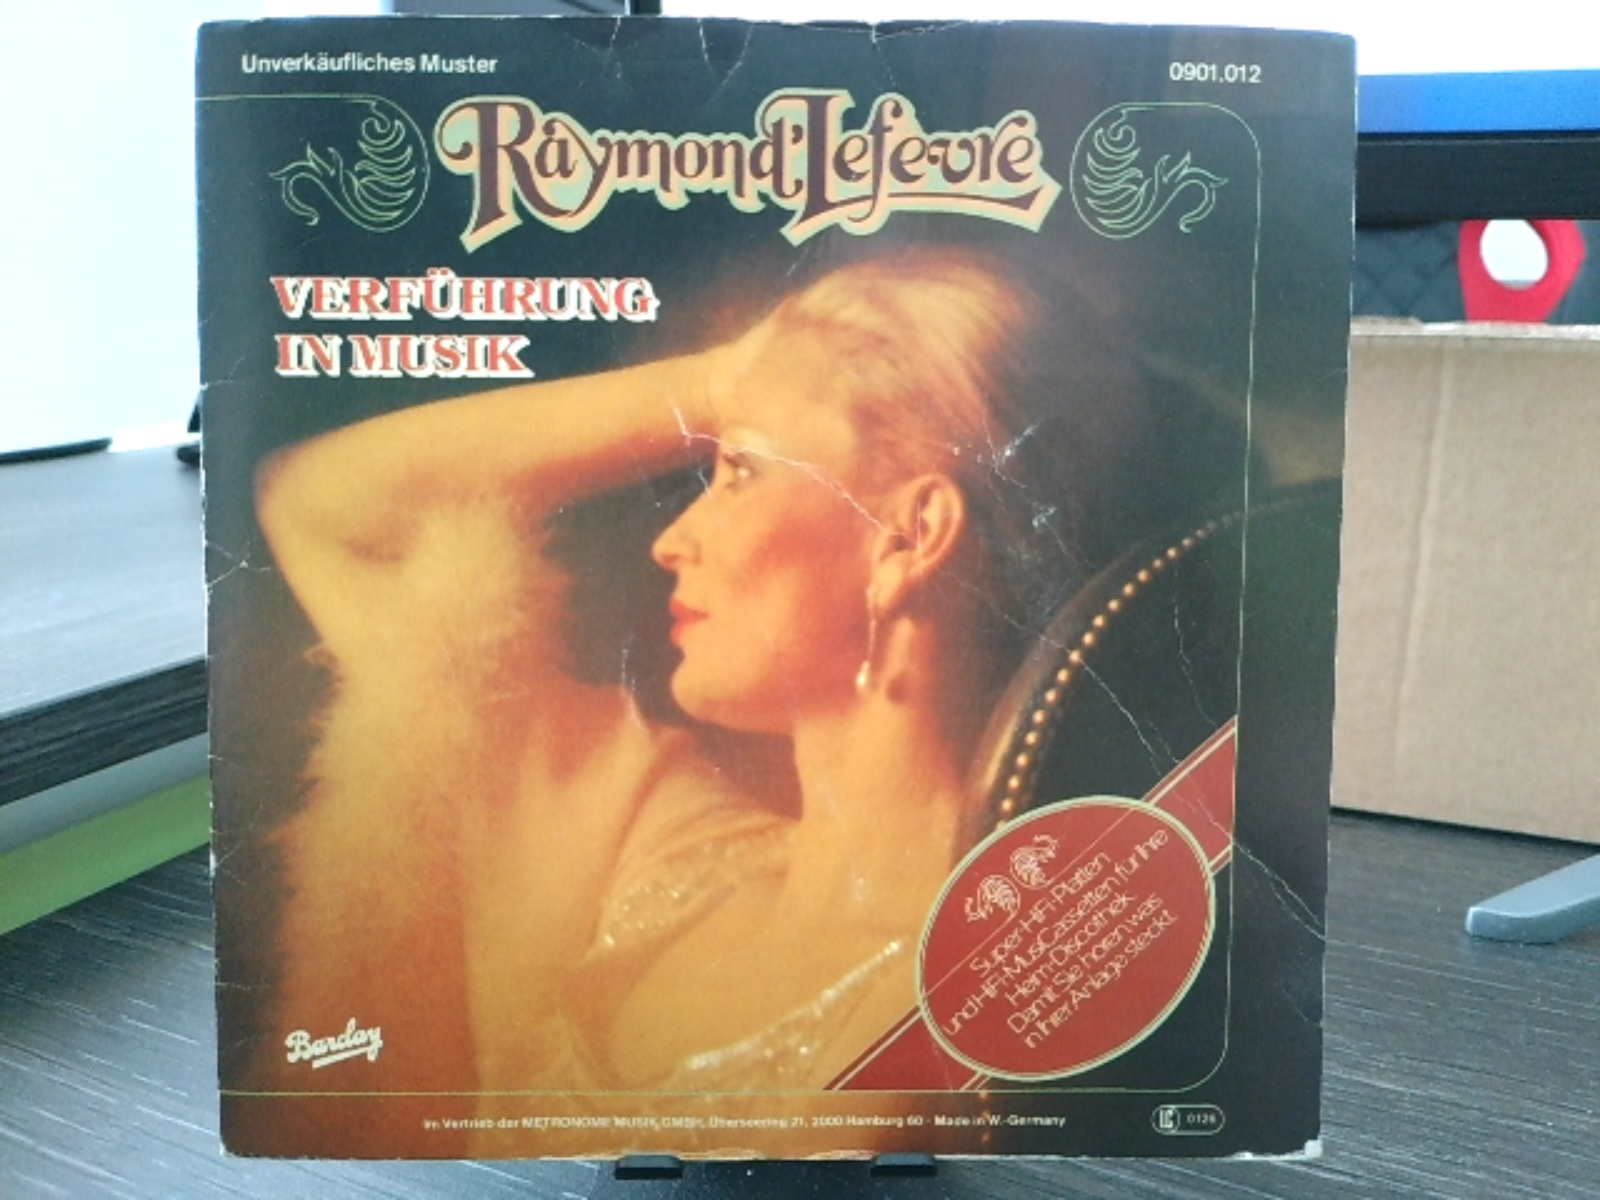 Unverkäufliches Muster
0901.012
Raymond Lefevre
VERFÜHRUNG
IN MUSIK
Super-HiFi-Platten
und HiFi-MusiCassetten für Ihre
Heim-Discothek.
Damit Sie hören was
in Ihrer Anlage steckt.
Barclay
Im Vertrieb der METRONOME MUSIK GMBH, Überseering 21, 2000 Hamburg 60 · Made in W.-Germany
LC 0126